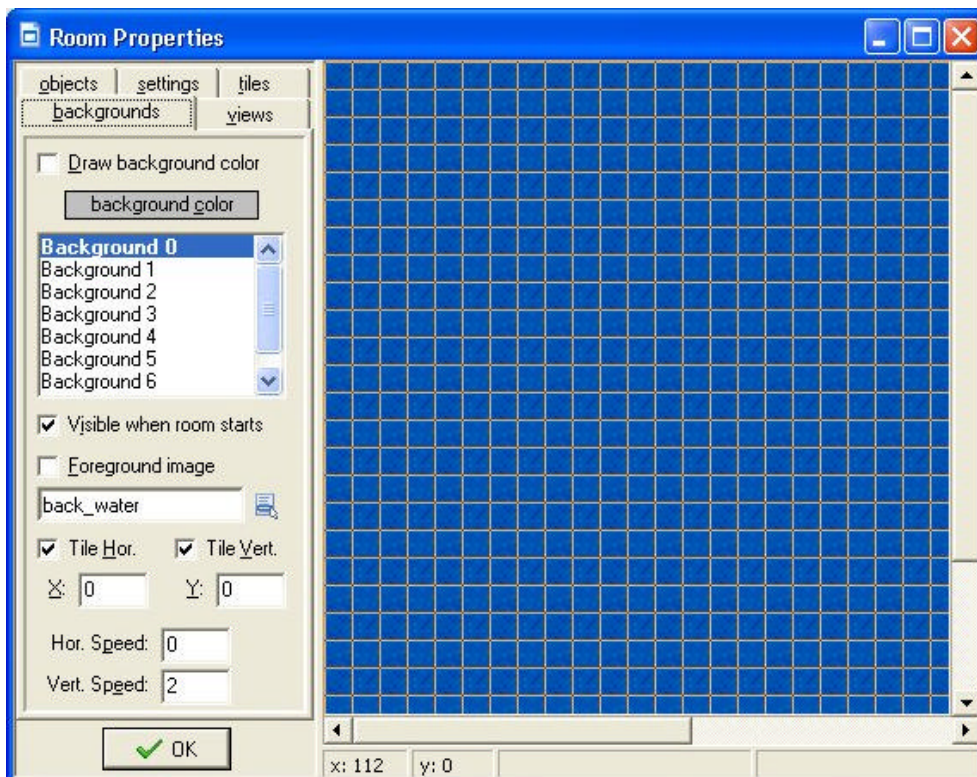 Room Properties
objects settings tiles
backgrounds views
Draw background color
background color
Background 0
Background 1
Background 2
Background 3
Background 4
Background 5
Background 6
Visible when room starts
Foreground image
back_water
Tile Hor. Tile Vert.
X: 0 Y: 0
Hor. Speed: 0
Vert. Speed: 2
OK
x: 112 y: 0